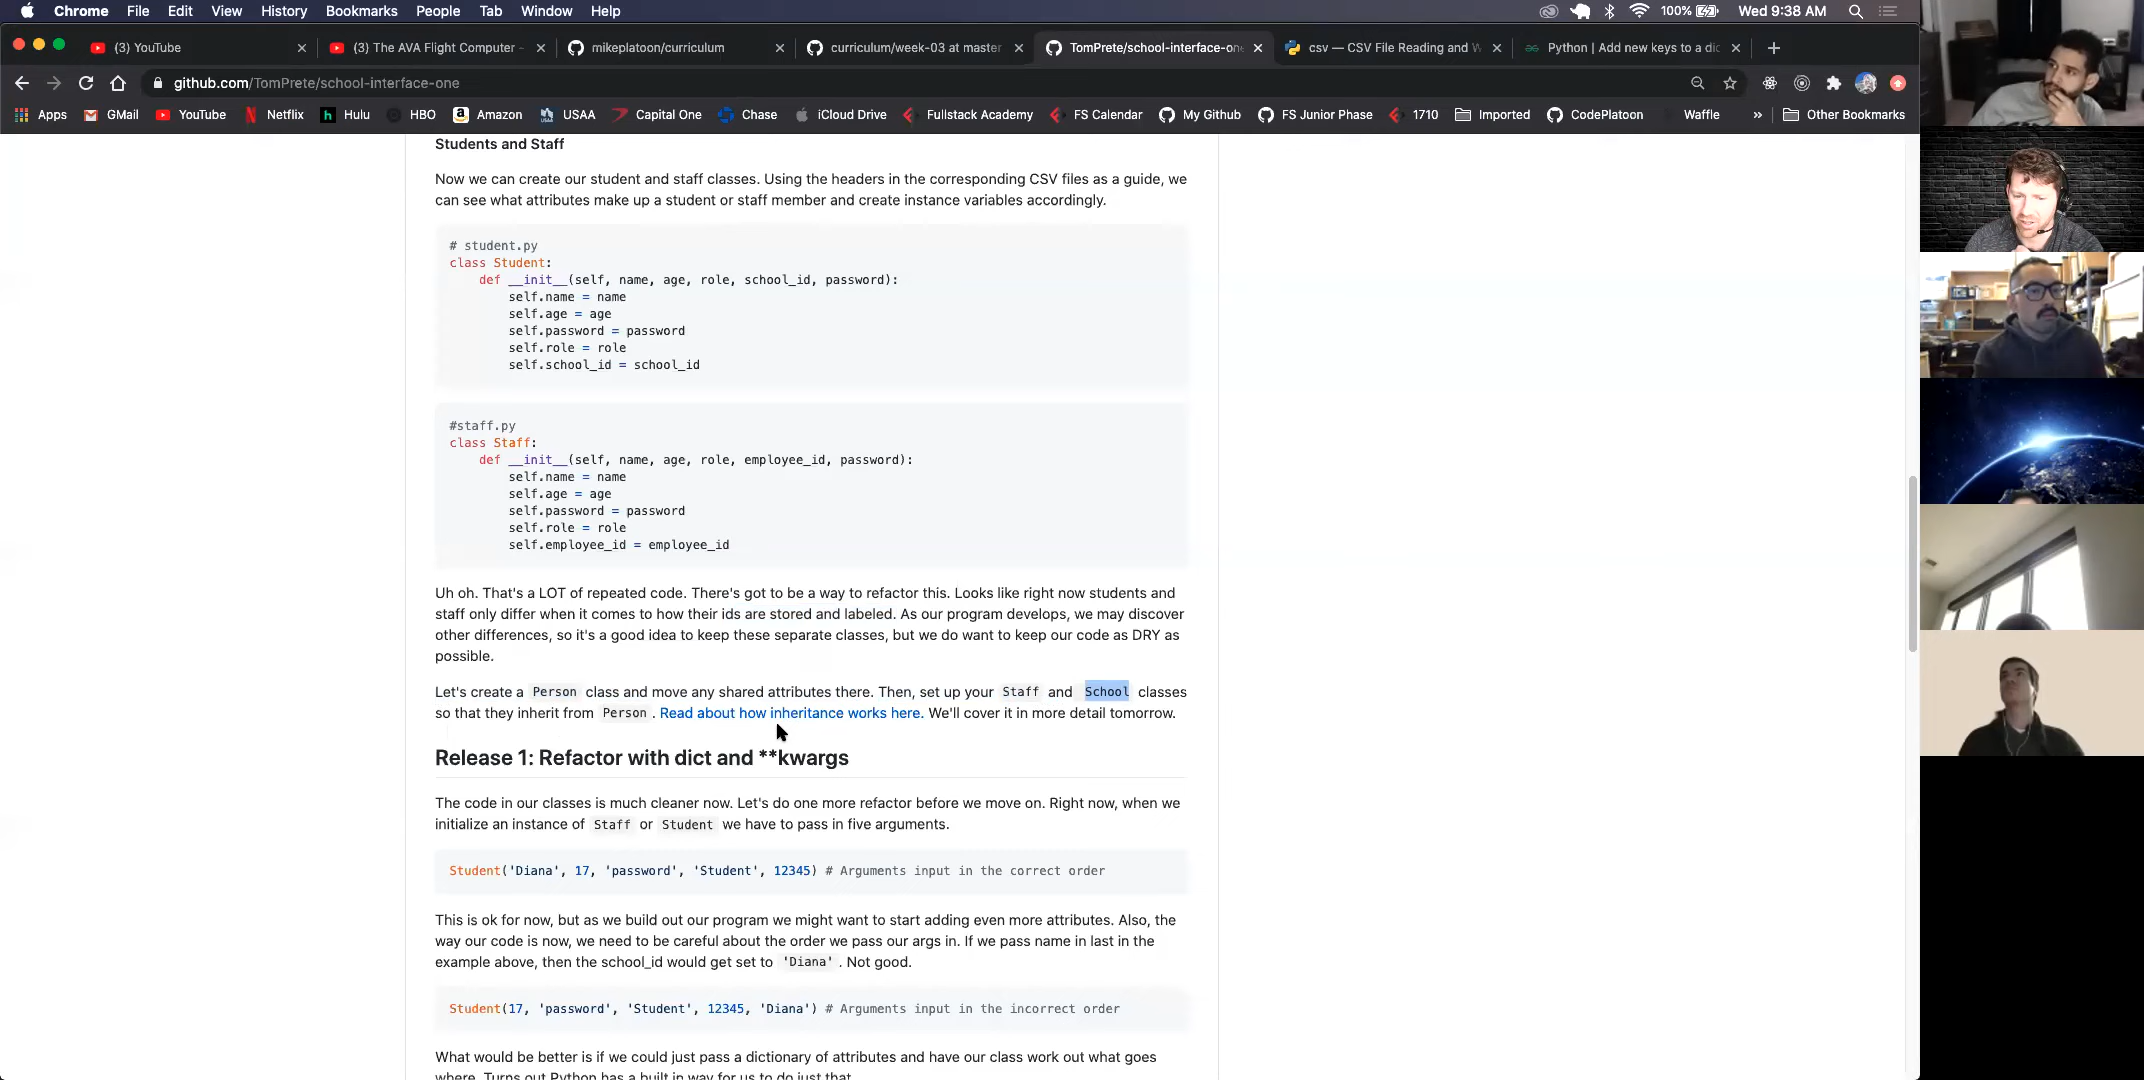 Chrome File Edit View History Bookmarks People Tab Window Help 100% Wed 9:38 AM
(3) YouTube (3) The AVA Flight Computer - mikeplatoon/curriculum curriculum/week-03 at master TomPrete/school-interface-one csv — CSV File Reading and W Python | Add new keys to a dic
github.com/TomPrete/school-interface-one
Apps GMail YouTube Netflix Hulu HBO Amazon USAA Capital One Chase iCloud Drive Fullstack Academy FS Calendar My Github FS Junior Phase 1710 Imported CodePlatoon Waffle » Other Bookmarks
Students and Staff
Now we can create our student and staff classes. Using the headers in the corresponding CSV files as a guide, we
can see what attributes make up a student or staff member and create instance variables accordingly.
# student.py
class Student:
def __init__(self, name, age, role, school_id, password):
self.name = name
self.age = age
self.password = password
self.role = role
self.school_id = school_id
#staff.py
class Staff:
def __init__(self, name, age, role, employee_id, password):
self.name = name
self.age = age
self.password = password
self.role = role
self.employee_id = employee_id
Uh oh. That's a LOT of repeated code. There's got to be a way to refactor this. Looks like right now students and
staff only differ when it comes to how their ids are stored and labeled. As our program develops, we may discover
other differences, so it's a good idea to keep these separate classes, but we do want to keep our code as DRY as
possible.
Let's create a Person class and move any shared attributes there. Then, set up your Staff and School classes
so that they inherit from Person. Read about how inheritance works here. We'll cover it in more detail tomorrow.
Release 1: Refactor with dict and **kwargs
The code in our classes is much cleaner now. Let's do one more refactor before we move on. Right now, when we
initialize an instance of Staff or Student we have to pass in five arguments.
Student('Diana', 17, 'password', 'Student', 12345) # Arguments input in the correct order
This is ok for now, but as we build out our program we might want to start adding even more attributes. Also, the
way our code is now, we need to be careful about the order we pass our args in. If we pass name in last in the
example above, then the school_id would get set to 'Diana'. Not good.
Student(17, 'password', 'Student', 12345, 'Diana') # Arguments input in the incorrect order
What would be better is if we could just pass a dictionary of attributes and have our class work out what goes
where. Turns out Python has a built in way for us to do just that.